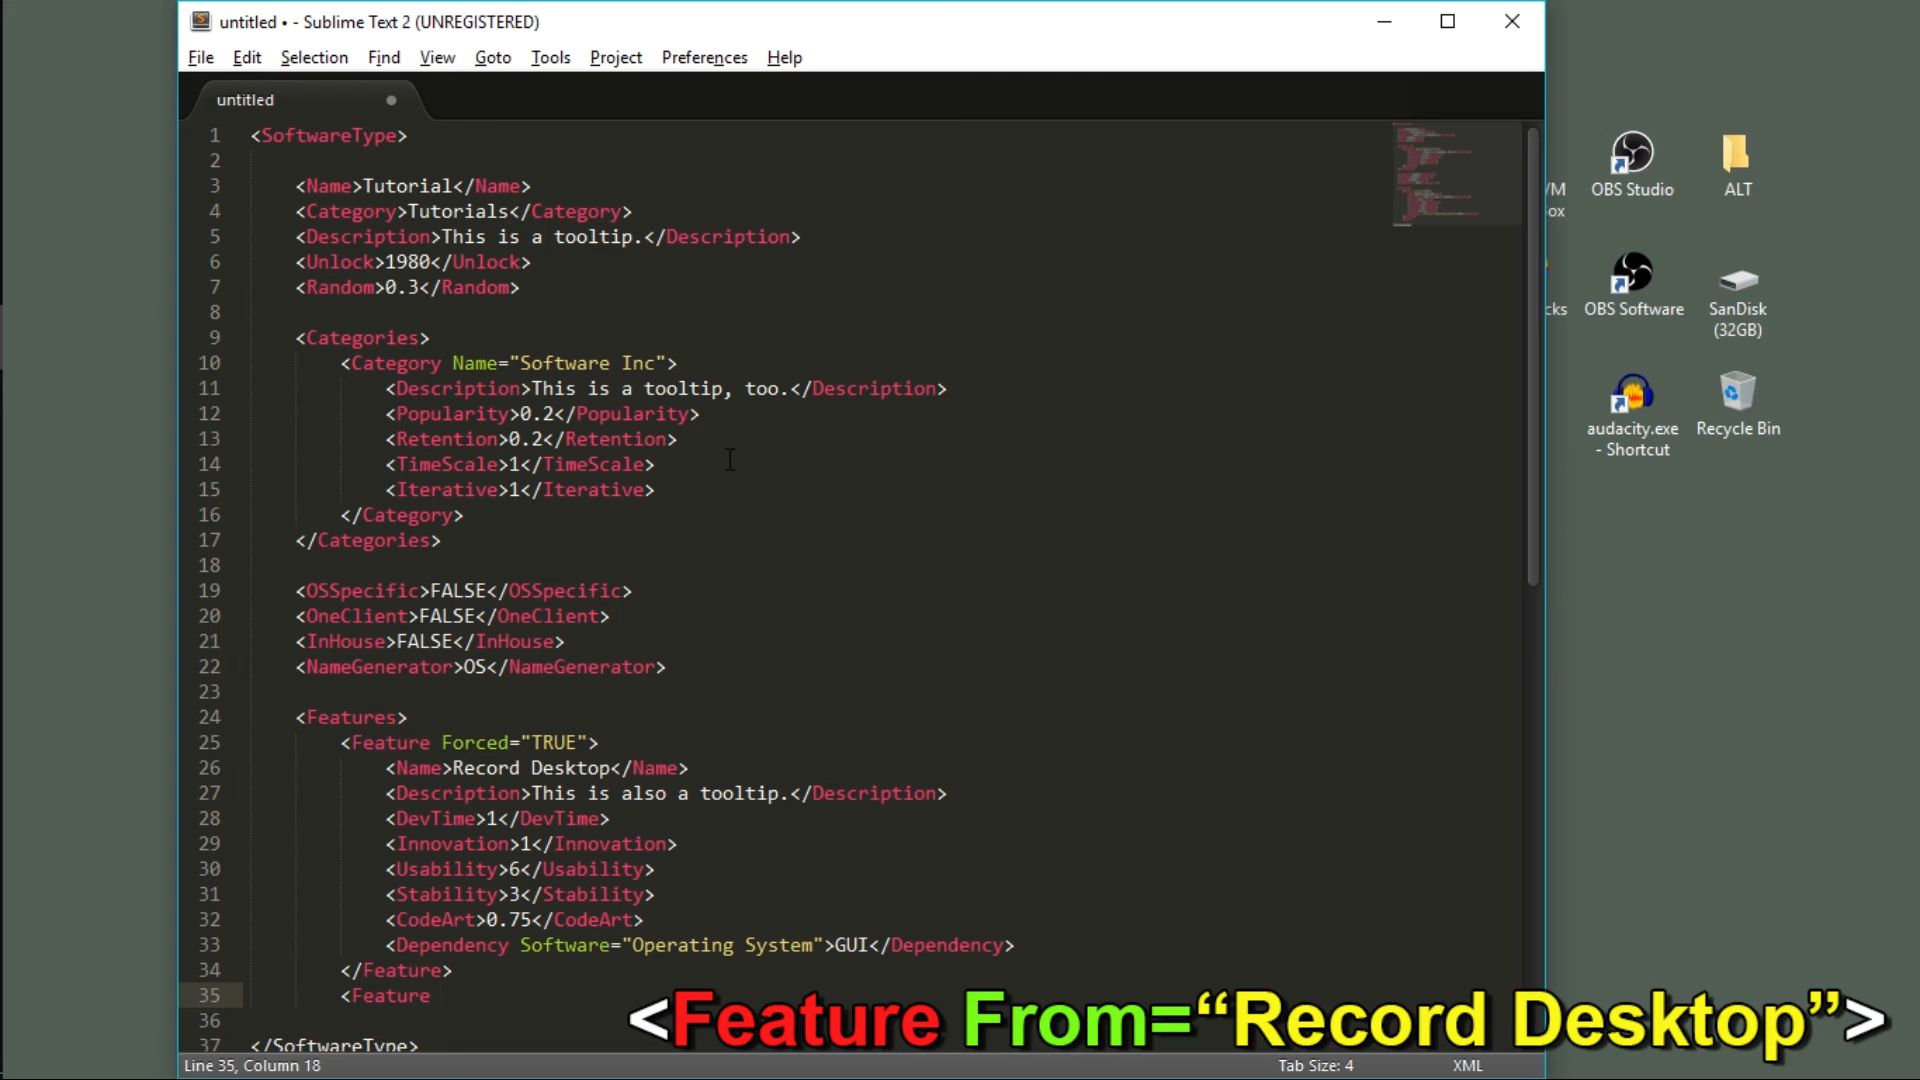 untitled • - Sublime Text 2 (UNREGISTERED)
File Edit Selection Find View Goto Tools Project Preferences Help
untitled
1 <SoftwareType>
2
3 <Name>Tutorial</Name>
4 <Category>Tutorials</Category>
5 <Description>This is a tooltip.</Description>
6 <Unlock>1980</Unlock>
7 <Random>0.3</Random>
8
9 <Categories>
10 <Category Name="Software Inc">
11 <Description>This is a tooltip, too.</Description>
12 <Popularity>0.2</Popularity>
13 <Retention>0.2</Retention>
14 <TimeScale>1</TimeScale>
15 <Iterative>1</Iterative>
16 </Category>
17 </Categories>
18
19 <OSSpecific>FALSE</OSSpecific>
20 <OneClient>FALSE</OneClient>
21 <InHouse>FALSE</InHouse>
22 <NameGenerator>OS</NameGenerator>
23
24 <Features>
25 <Feature Forced="TRUE">
26 <Name>Record Desktop</Name>
27 <Description>This is also a tooltip.</Description>
28 <DevTime>1</DevTime>
29 <Innovation>1</Innovation>
30 <Usability>6</Usability>
31 <Stability>3</Stability>
32 <CodeArt>0.75</CodeArt>
33 <Dependency Software="Operating System">GUI</Dependency>
34 </Feature>
35 <Feature
36
37 </SoftwareType>
<Feature From=“Record Desktop”>
Line 35, Column 18 Tab Size: 4 XML
OBS Studio
ALT
OBS Software
SanDisk
(32GB)
audacity.exe
- Shortcut
Recycle Bin